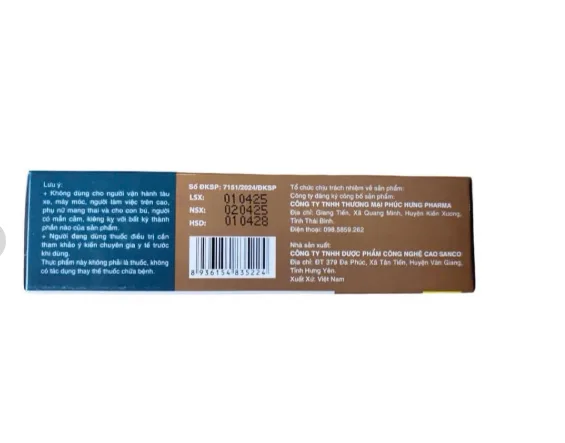 Lưu ý:
+ Không dùng cho người vận hành tàu
xe, máy móc, người làm việc trên cao,
phụ nữ mang thai và cho con bú, người
có mẫn cảm, kiêng kỵ với bất kỳ thành
phần nào của sản phẩm.
+ Người đang dùng thuốc điều trị cần
tham khảo ý kiến chuyên gia y tế trước
khi dùng.
Thực phẩm này không phải là thuốc, không
có tác dụng thay thế thuốc chữa bệnh.
Số ĐKSP: 7151/2024/ĐKSP
LSX: 010425
NSX: 020425
HSD: 010428
8 936154 835224
Tổ chức chịu trách nhiệm về sản phẩm:
Công ty đăng ký công bố sản phẩm:
CÔNG TY TNHH THƯƠNG MẠI PHÚC HƯNG PHARMA
Địa chỉ: Giang Tiến, Xã Quang Minh, Huyện Kiến Xương,
Tỉnh Thái Bình.
Điện thoại: 098.8859.262
Nhà sản xuất:
CÔNG TY TNHH DƯỢC PHẨM CÔNG NGHỆ CAO SANCO
Địa chỉ: ĐT 379 Đa Phúc, Xã Tân Tiến, Huyện Văn Giang,
Tỉnh Hưng Yên.
Xuất Xứ: Việt Nam